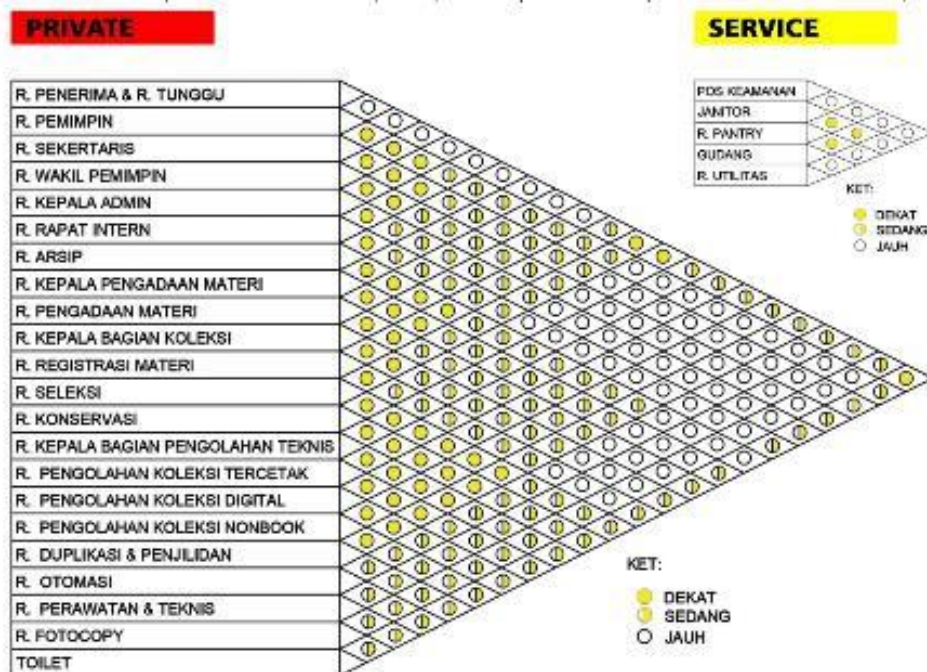 PRIVATE
SERVICE
R. PENERIMA & R. TUNGGU
R. PEMIMPIN
R. SEKERTARIS
R. WAKIL PEMIMPIN
R. KEPALA ADMIN
R. RAPAT INTERN
R. ARSIP
R. KEPALA PENGADAAN MATERI
R. PENGADAAN MATERI
R. KEPALA BAGIAN KOLEKSI
R. REGISTRASI MATERI
R. SELEKSI
R. KONSERVASI
R. KEPALA BAGIAN PENGOLAHAN TEKNIS
R. PENGOLAHAN KOLEKSI TERCETAK
R. PENGOLAHAN KOLEKSI DIGITAL
R. PENGOLAHAN KOLEKSI NONBOOK
R. DUPLIKASI & PENJILIDAN
R. OTOMASI
R. PERAWATAN & TEKNIS
R. FOTOCOPY
TOILET
POS KEAMANAN
JANITOR
R. PANTRY
GUDANG
R. UTILITAS
KET:
DEKAT
SEDANG
JAUH
KET:
DEKAT
SEDANG
JAUH